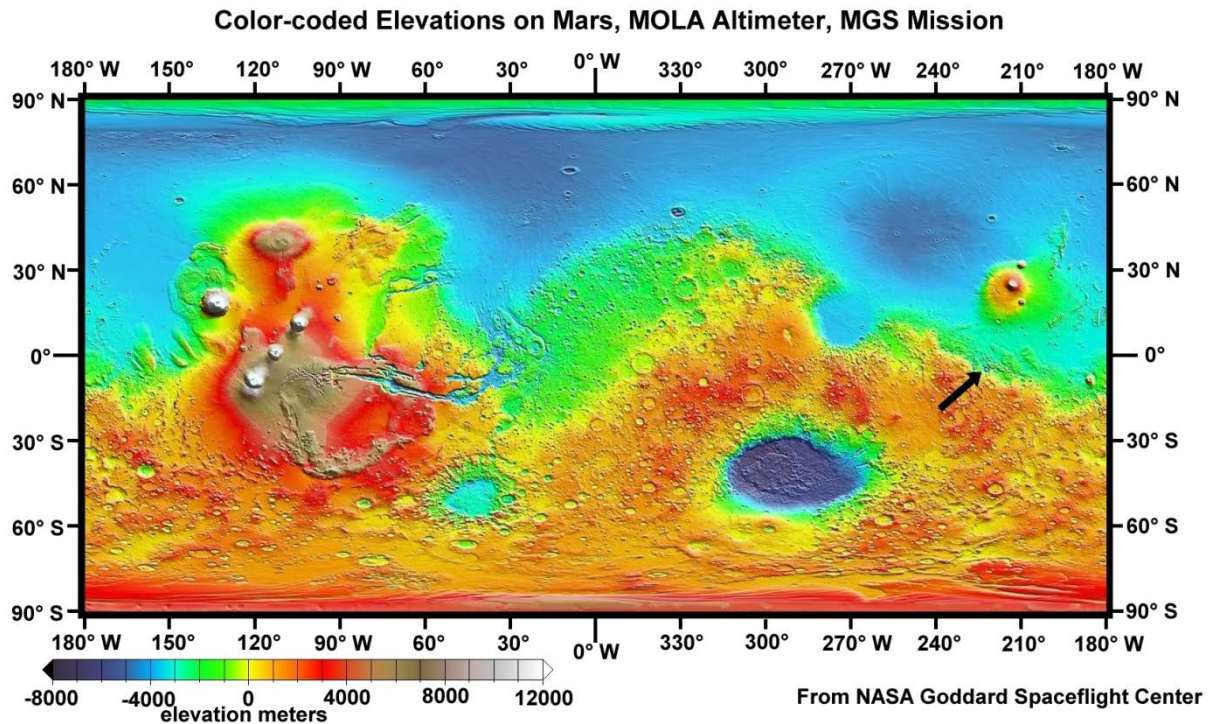 Color-coded Elevations on Mars, MOLA Altimeter, MGS Mission
180° W 150° 120° 90° W 60° 30° 0° W 330° 300° 270° W 240° 210° 180° W
90° N 90° N
60° N 60° N
30° N 30° N
0° 0°
30° S 30° S
60° S 60° S
90° S 90° S
180° W 150° 120° 90° W 60° 30° 0° W 330° 300° 270° W 240° 210° 180° W
-8000 -4000 0 4000 8000 12000
elevation meters
From NASA Goddard Spaceflight Center